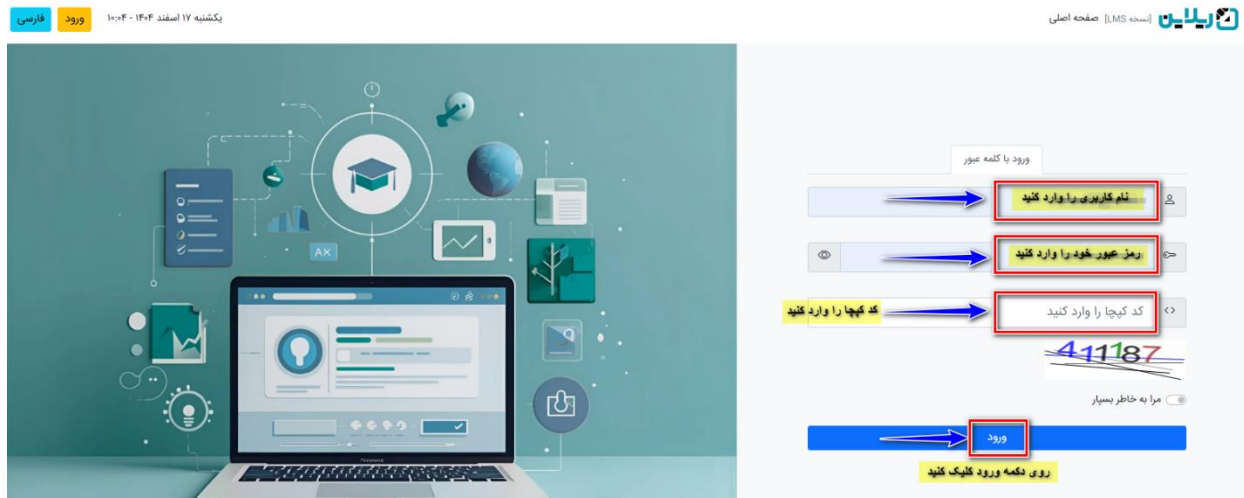 ریلاین [نسخه LMS] صفحه اصلی
یکشنبه ۱۷ اسفند ۱۴۰۴ - ۱۰:۰۴
ورود
فارسی
ورود با کلمه عبور
نام کاربری را وارد کنید
رمز عبور خود را وارد کنید
کد کپچا را وارد کنید
کد کپچا را وارد کنید
411187
مرا به خاطر بسپار
ورود
روی دکمه ورود کلیک کنید
AX